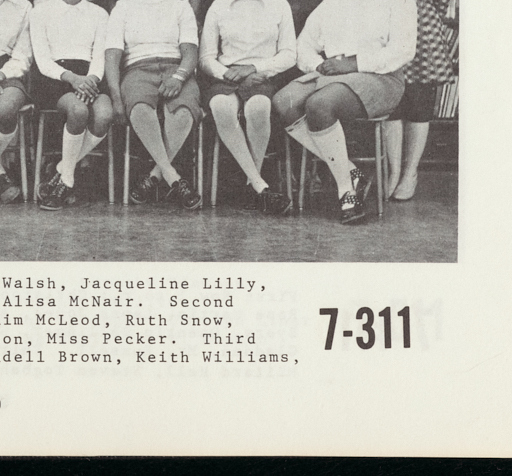 Walsh, Jacqueline Lilly,
Alisa McNair. Second
im McLeod, Ruth Snow,
on, Miss Pecker. Third
dell Brown, Keith Williams,
7-311